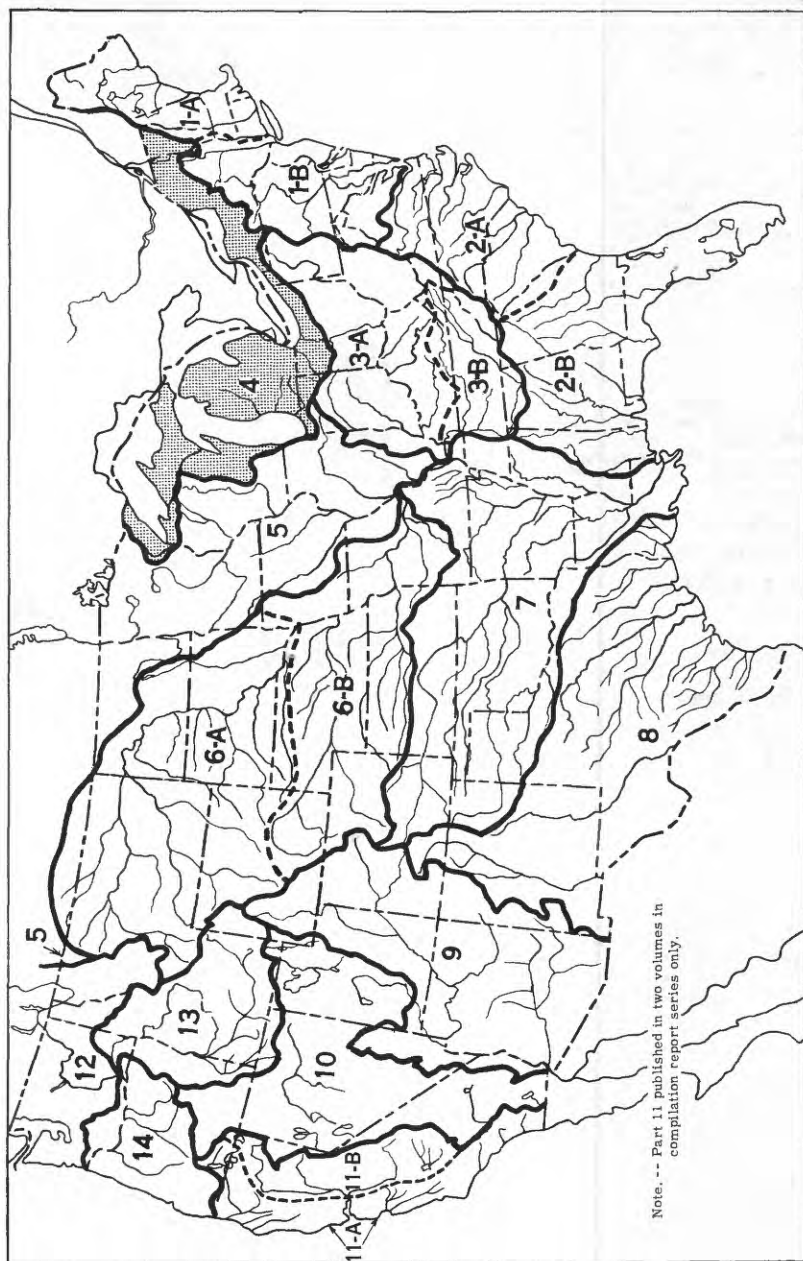 5
12
14
13
10
11-B
11-A
9
6-A
6-B
5
7
8
4
3-A
3-B
1-A
1-B
2-A
2-B
Note. -- Part 11 published in two volumes in
compilation report series only.